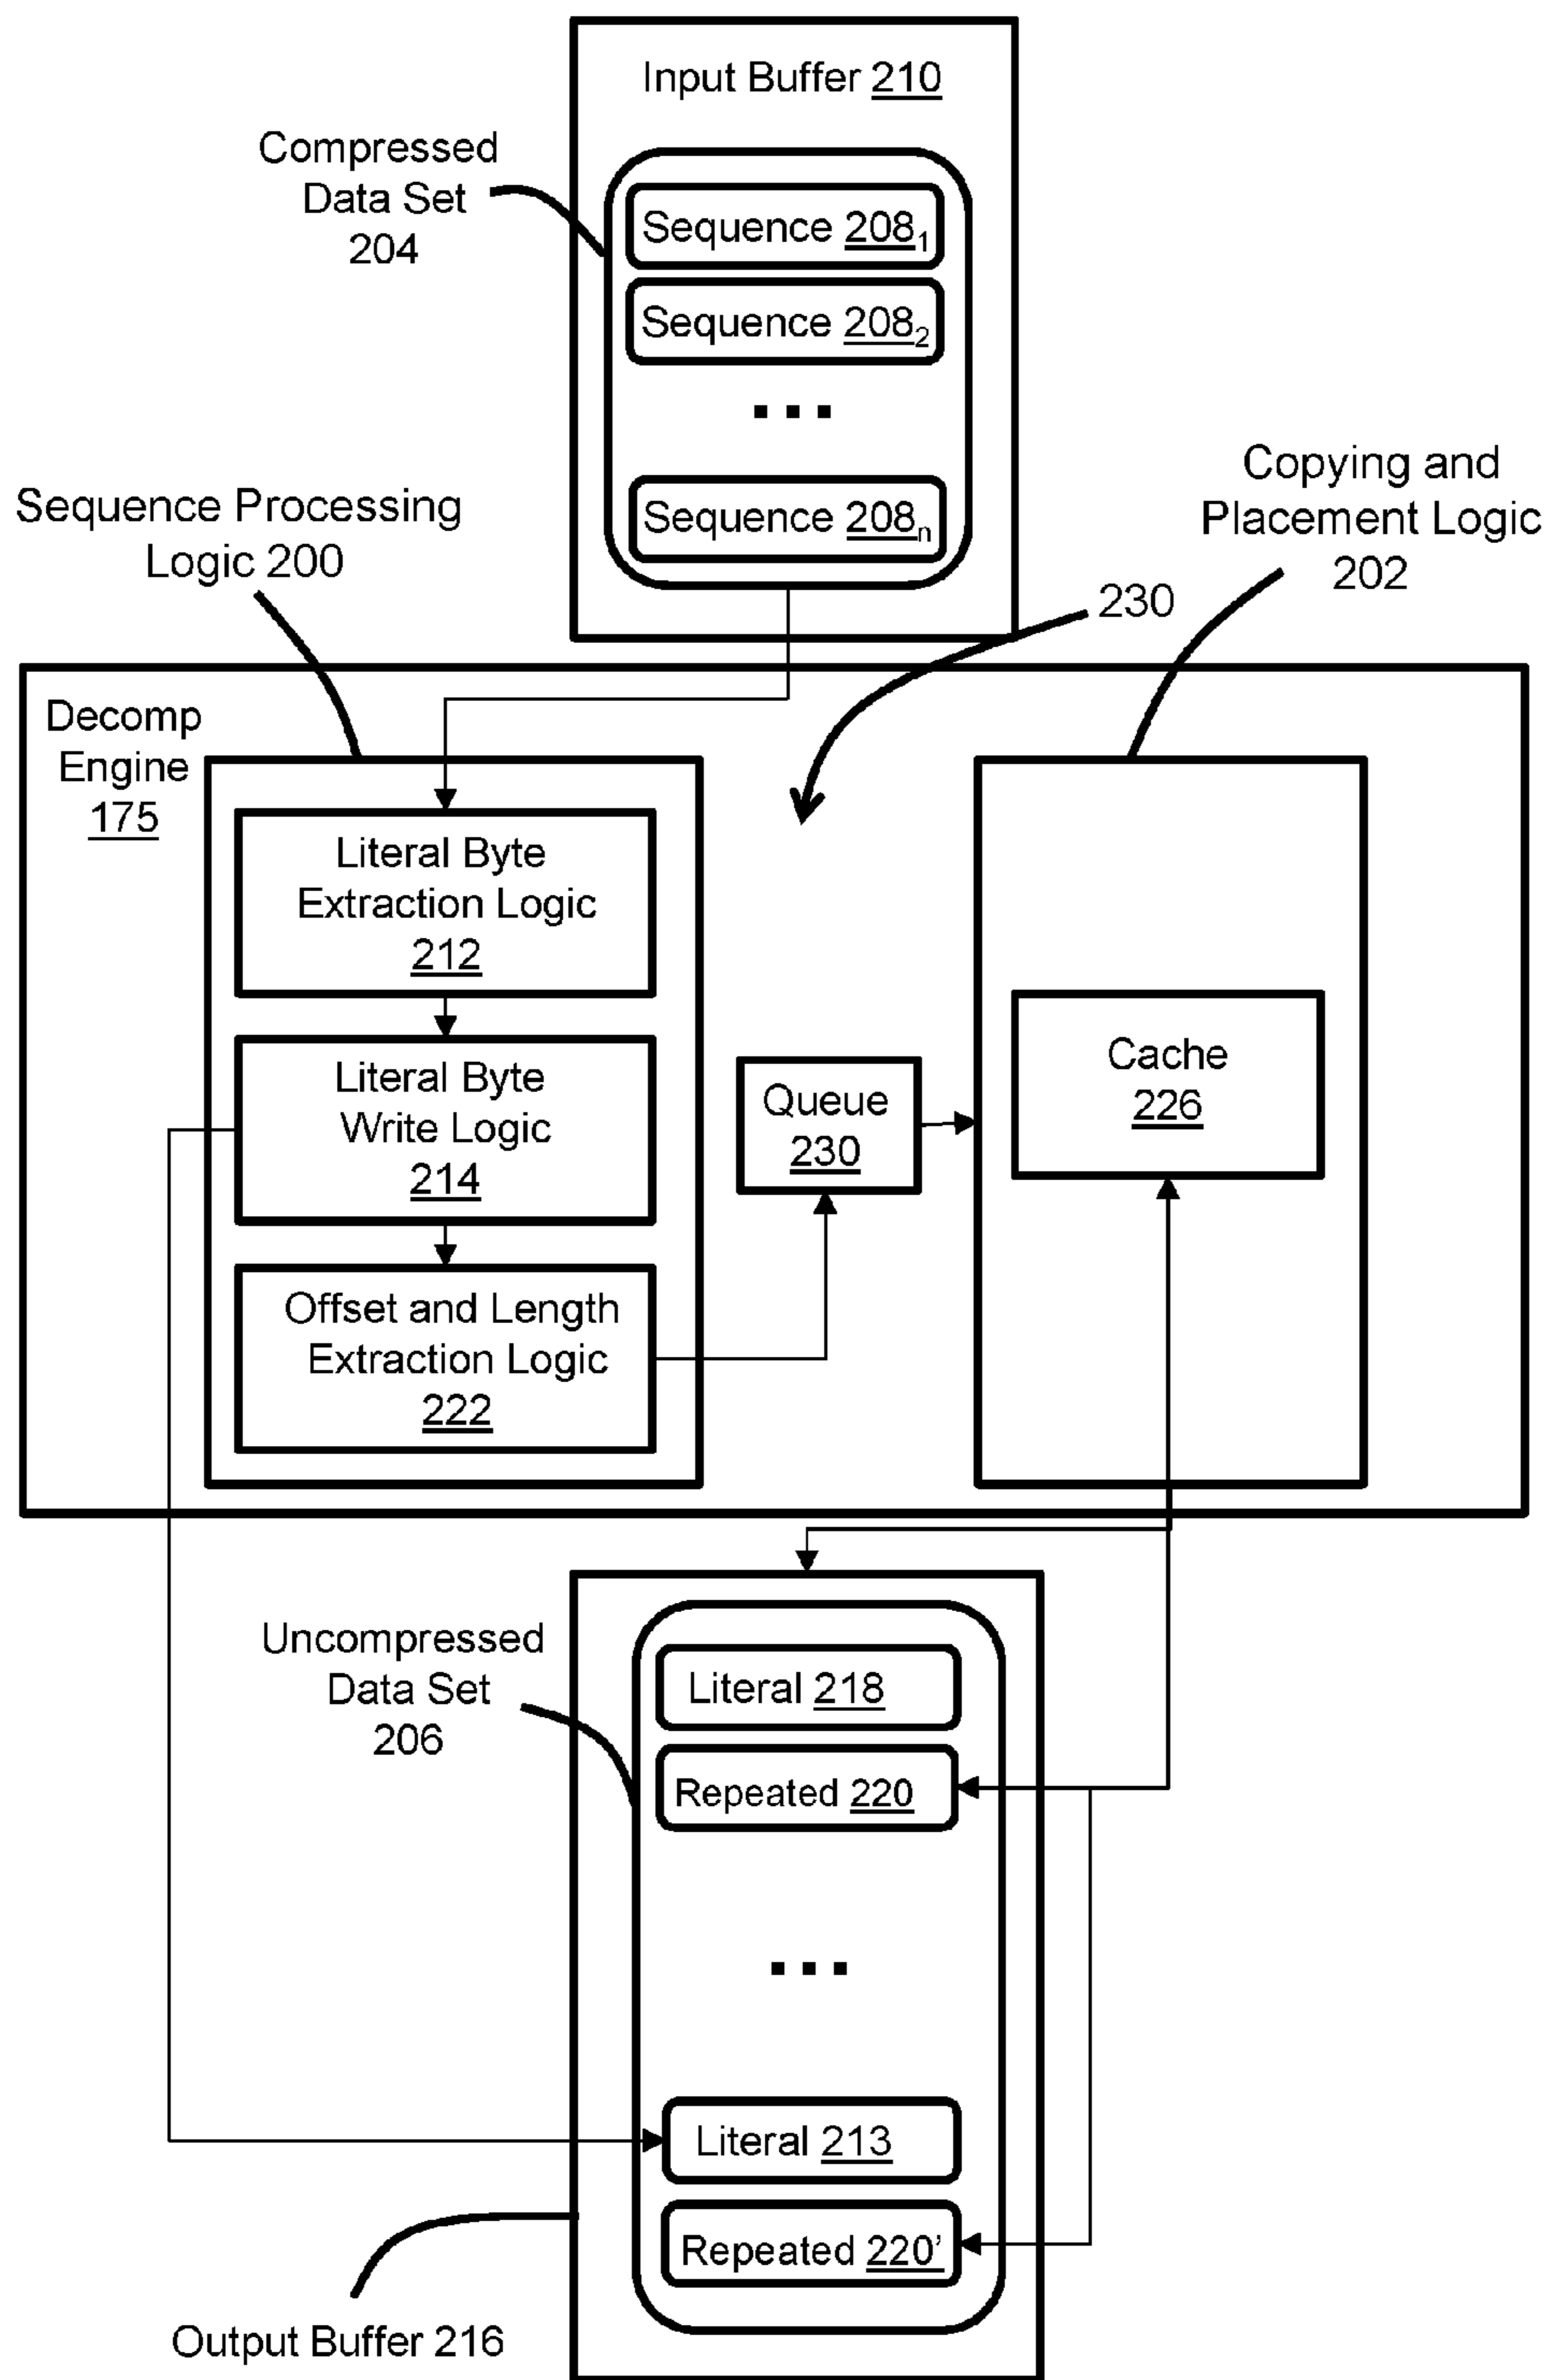 Input Buffer 210
Compressed
Data Set
204
Sequence 208₁
Sequence 208₂
...
Sequence 208ₙ
Sequence Processing
Logic 200
Copying and
Placement Logic
202
230
Decomp
Engine
175
Literal Byte
Extraction Logic
212
Literal Byte
Write Logic
214
Offset and Length
Extraction Logic
222
Queue
230
Cache
226
Uncompressed
Data Set
206
Literal 218
Repeated 220
...
Literal 213
Repeated 220’
Output Buffer 216